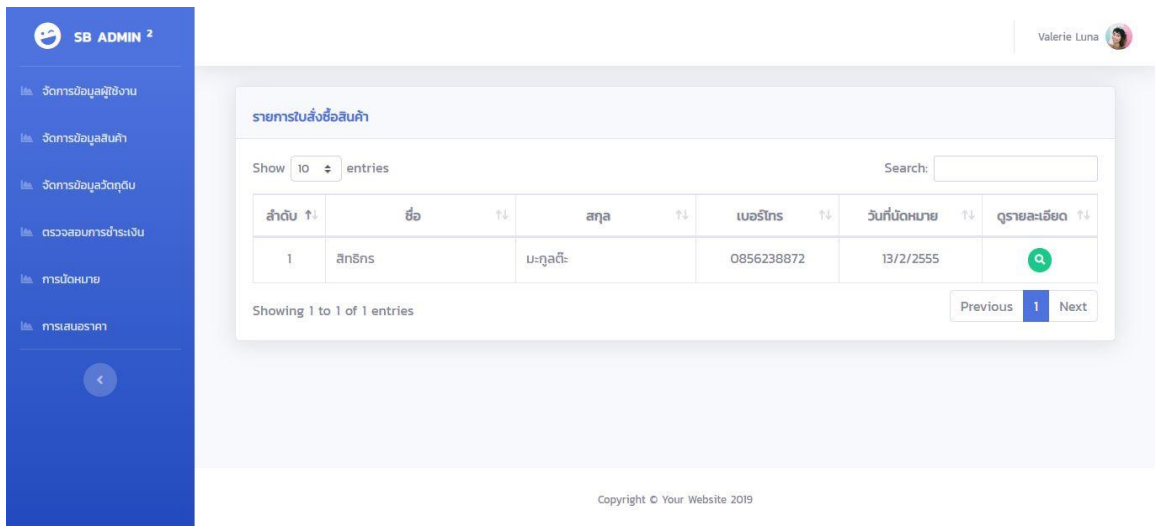 SB ADMIN 2
Valerie Luna
จัดการข้อมูลผู้ใช้งาน
จัดการข้อมูลสินค้า
จัดการข้อมูลวัตถุดิบ
ตรวจสอบการชำระเงิน
การนัดหมาย
การเสนอราคา
รายการใบสั่งซื้อสินค้า
Show 10 entries Search:
ลำดับ ชื่อ สกุล เบอร์โทร วันที่นัดหมาย ดูรายละเอียด
1 สิทธิกร มะกูลต๊ะ 0856238872 13/2/2555
Showing 1 to 1 of 1 entries Previous 1 Next
Copyright © Your Website 2019